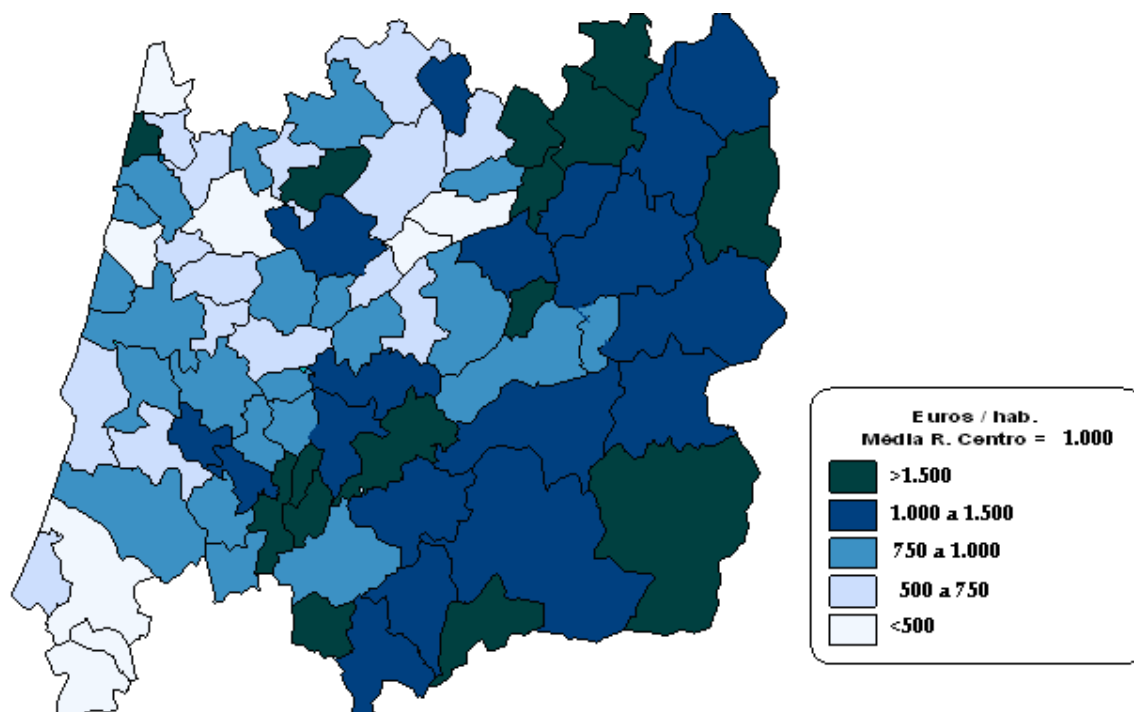 Euros / hab.
Média R. Centro = 1.000
>1.500
1.000 a 1.500
750 a 1.000
500 a 750
<500